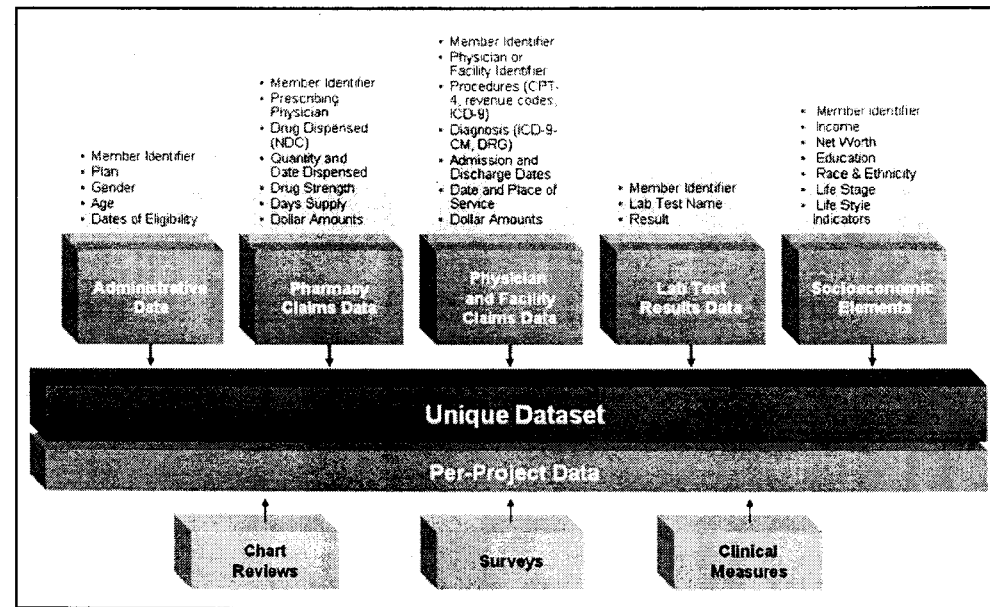 • Member Identifier
• Plan
• Gender
• Age
• Dates of Eligibility
Administrative
Data
• Member Identifier
• Prescribing
Physician
• Drug Dispensed
(NDC)
• Quantity and
Date Dispensed
• Drug Strength
• Days Supply
• Dollar Amounts
Pharmacy
Claims Data
• Member Identifier
• Physician or
Facility Identifier
• Procedures (CPT-
4, revenue codes,
ICD-9)
• Diagnosis (ICD-9-
CM, DRG)
• Admission and
Discharge Dates
• Date and Place of
Service
• Dollar Amounts
Physician
and Facility
Claims Data
• Member Identifier
• Lab Test Name
• Result
Lab Test
Results Data
• Member Identifier
• Income
• Net Worth
• Education
• Race & Ethnicity
• Life Stage
• Life Style
Indicators
Socioeconomic
Elements
Unique Dataset
Per-Project Data
Chart
Reviews
Surveys
Clinical
Measures